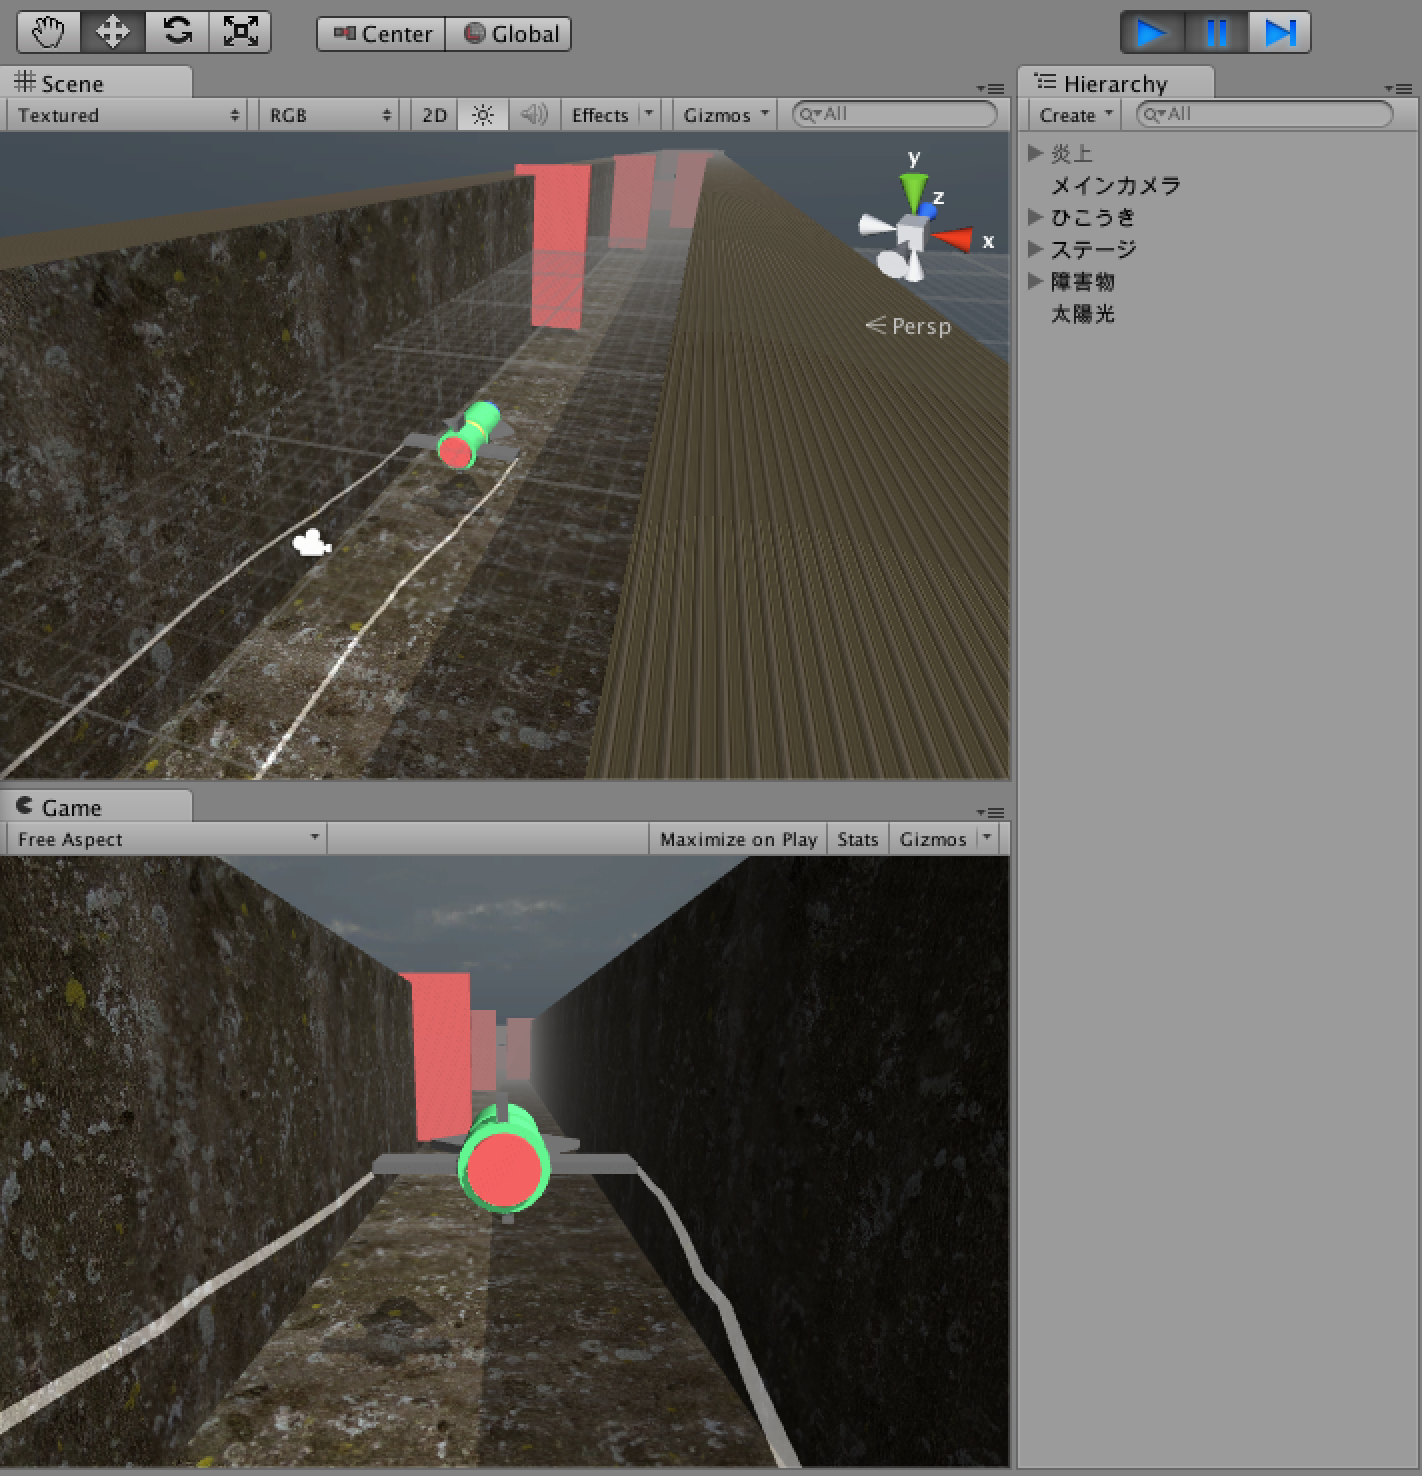 Center Global
Scene
Textured RGB 2D Effects Gizmos All
y
z
x
Persp
Game
Free Aspect Maximize on Play Stats Gizmos
Hierarchy
Create All
炎上
メインカメラ
ひこうき
ステージ
障害物
太陽光